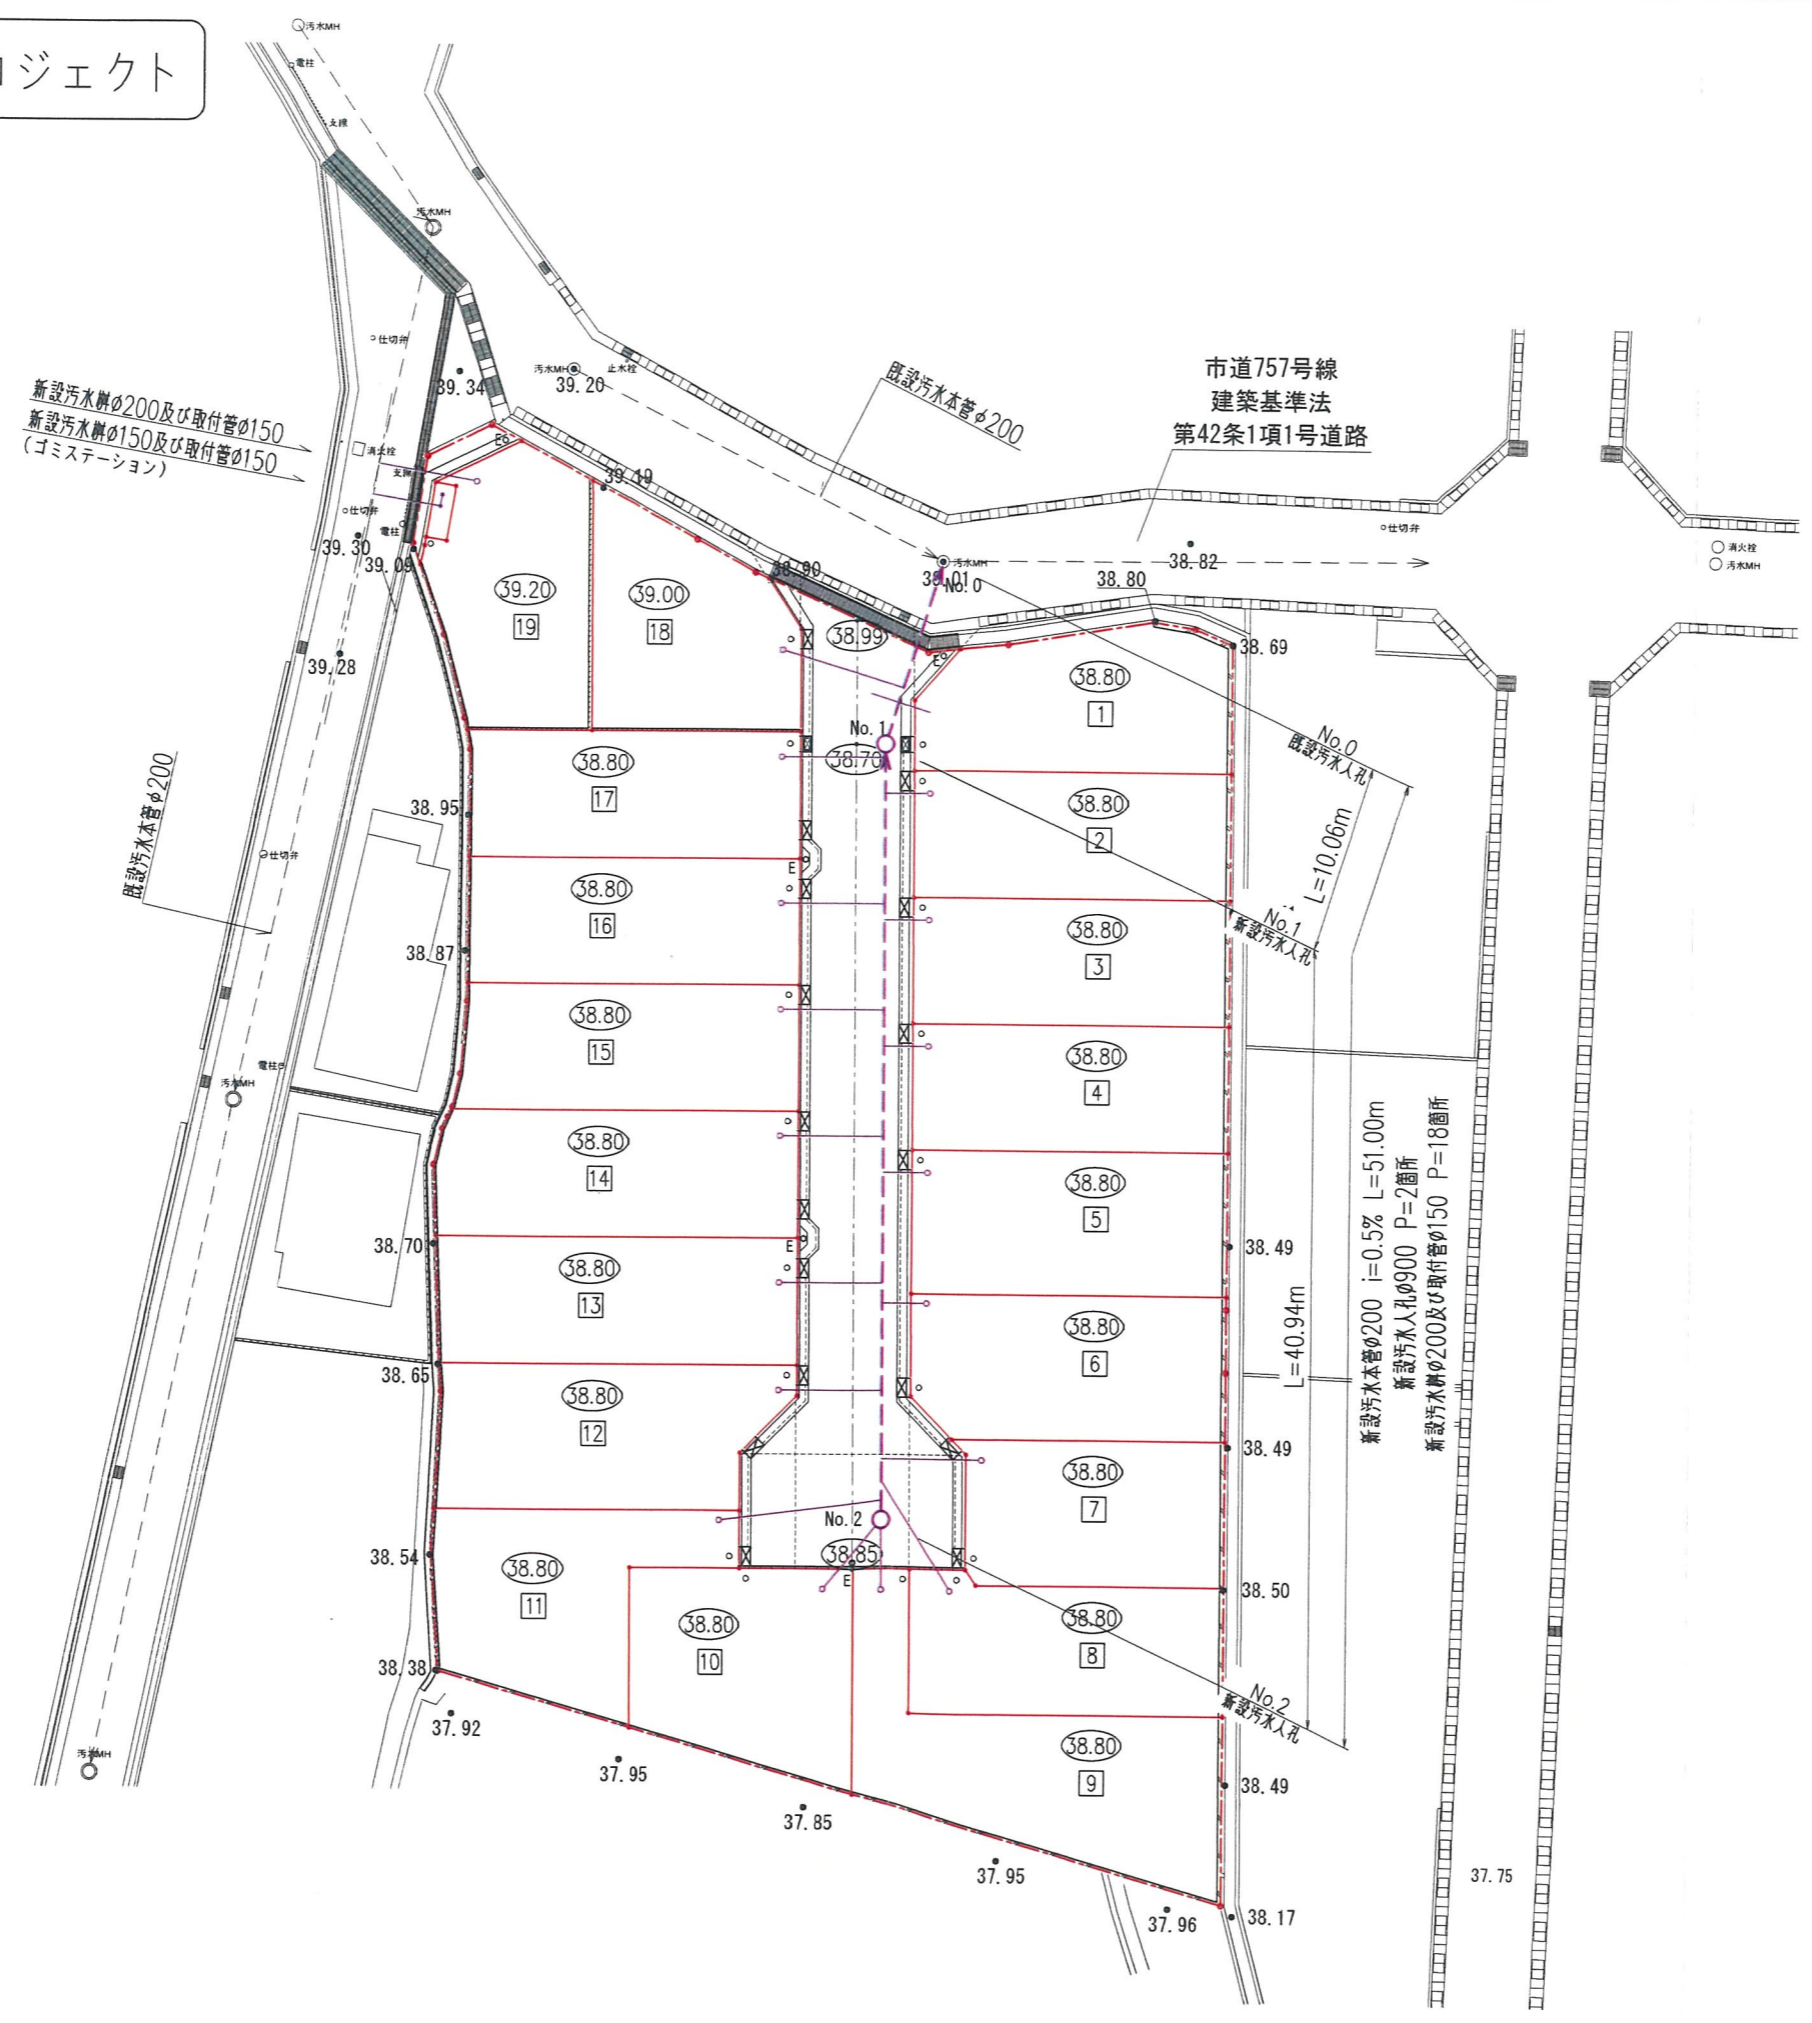 ロジェクト
汚水MH
電柱
支線
汚水MH
仕切弁
39.34
汚水MH
39.20
止水栓
既設汚水本管φ200
市道757号線
建築基準法
第42条1項1号道路
新設汚水桝φ200及び取付管φ150
新設汚水桝φ150及び取付管φ150
(ゴミステーション)
消火栓
支線
E
39.19
仕切弁
電柱
39.30
39.09
39.28
38.90
汚水MH
No.0
38.82
仕切弁
消火栓
汚水MH
38.80
38.69
39.20
19
39.00
18
38.99
E
38.80
1
No.1
38.70
38.80
17
38.80
2
No.0
既設汚水人孔
L=10.06m
既設汚水本管φ200
仕切弁
38.95
E
38.80
16
38.80
3
No.1
新設汚水人孔
38.87
38.80
15
38.80
4
電柱
汚水MH
38.80
14
38.80
5
38.70
E
38.80
13
38.49
38.80
6
L=40.94m
新設汚水本管φ200 i=0.5% L=51.00m
新設汚水人孔φ900 P=2箇所
新設汚水桝φ200及び取付管φ150 P=18箇所
38.65
38.80
12
38.49
38.80
7
No.2
38.85
E
38.54
38.80
11
38.50
38.80
10
38.80
8
No.2
新設汚水人孔
38.38
37.92
38.80
9
38.49
汚水MH
37.95
37.85
37.95
37.75
37.96
38.17